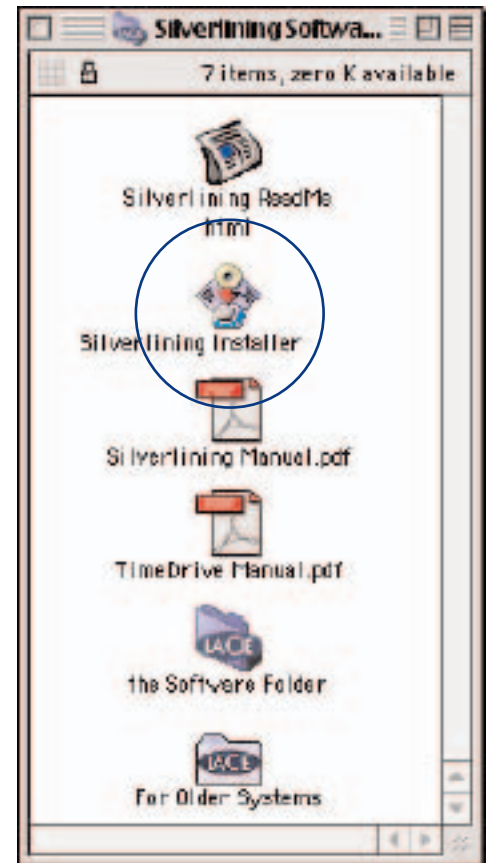 Silverlining Softwa...
7 items, zero K available
Silverlining ReadMe
html
Silverlining Installer
Silverlining Manual.pdf
TimeDrive Manual.pdf
LACIE
the Software Folder
LACIE
For Older Systems